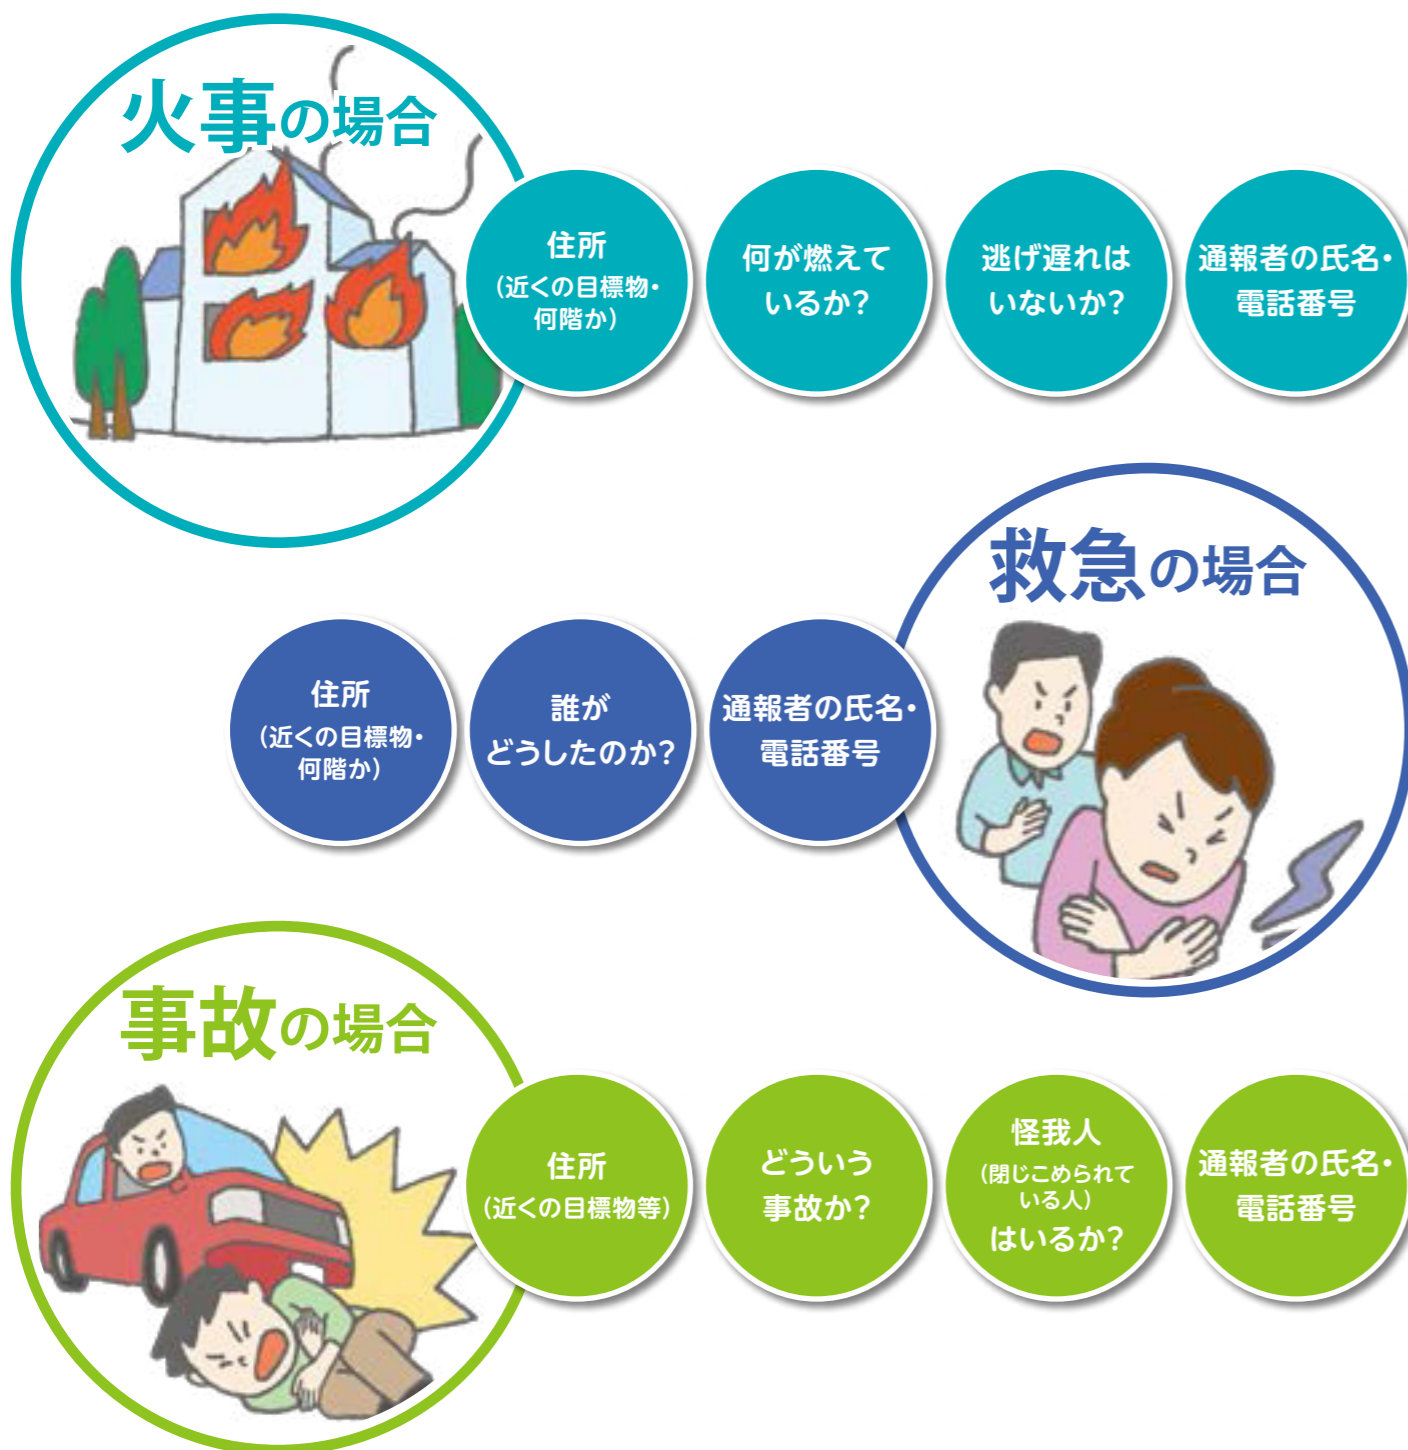 火事の場合
住所
(近くの目標物・
何階か)
何が燃えて
いるか?
逃げ遅れは
いないか?
通報者の氏名・
電話番号
救急の場合
住所
(近くの目標物・
何階か)
誰が
どうしたのか?
通報者の氏名・
電話番号
事故の場合
住所
(近くの目標物等)
どういう
事故か?
怪我人
(閉じこめられて
いる人)
はいるか?
通報者の氏名・
電話番号